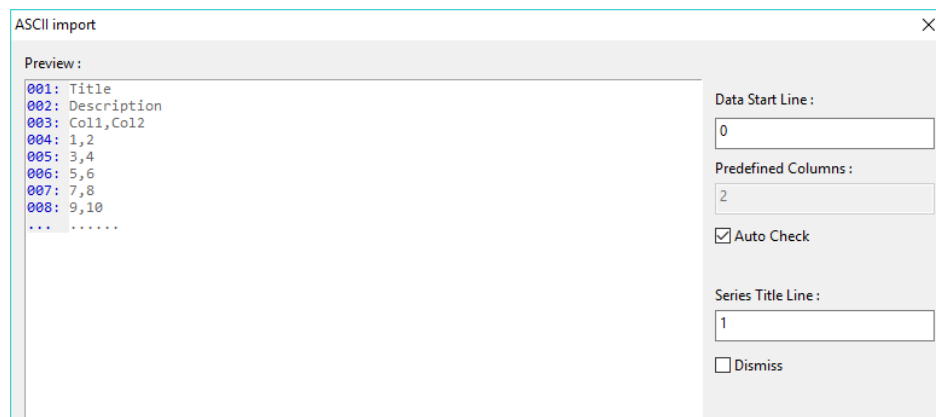 ASCII import
Preview :
001: Title
002: Description
003: Col1,Col2
004: 1,2
005: 3,4
006: 5,6
007: 7,8
008: 9,10
... ......
Data Start Line :
0
Predefined Columns :
2
Auto Check
Series Title Line :
1
Dismiss